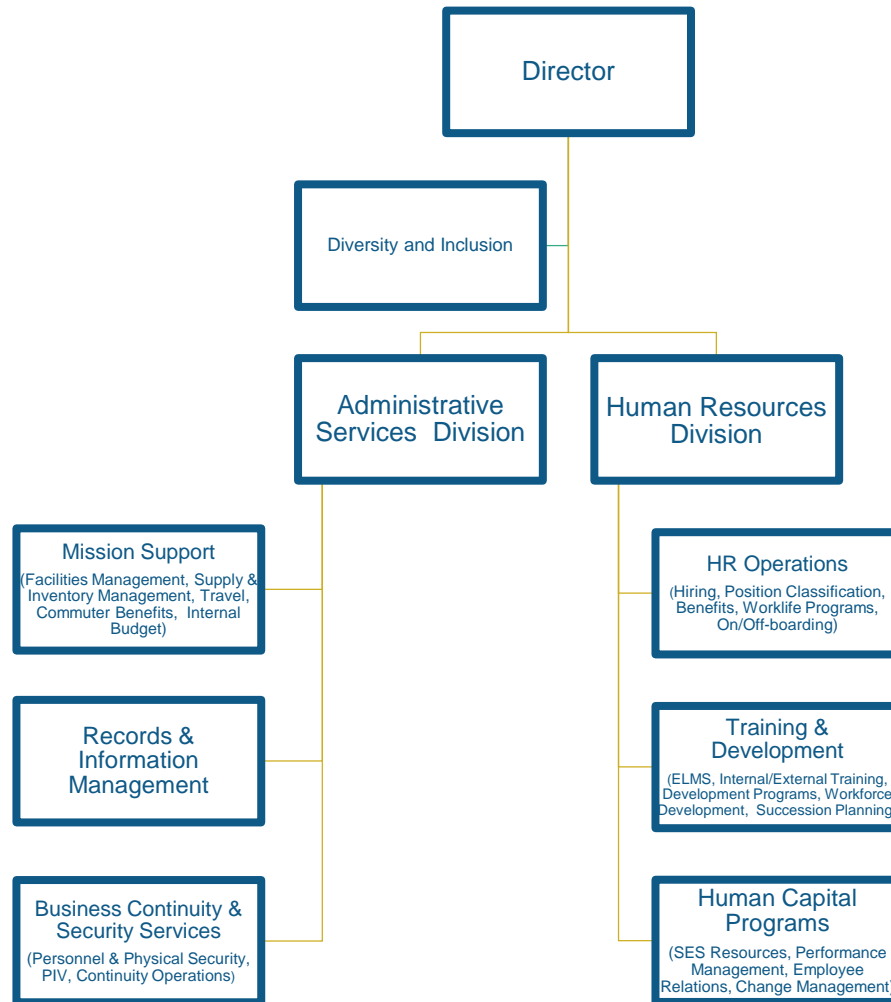 Director
Diversity and Inclusion
Administrative
Services Division
Human Resources
Division
Mission Support
(Facilities Management, Supply &
Inventory Management, Travel,
Commuter Benefits, Internal
Budget)
HR Operations
(Hiring, Position Classification,
Benefits, Worklife Programs,
On/Off-boarding)
Records &
Information
Management
Training &
Development
(ELMS, Internal/External Training,
Development Programs, Workforce
Development, Succession Planning
Business Continuity &
Security Services
(Personnel & Physical Security,
PIV, Continuity Operations)
Human Capital
Programs
(SES Resources, Performance
Management, Employee
Relations, Change Management)